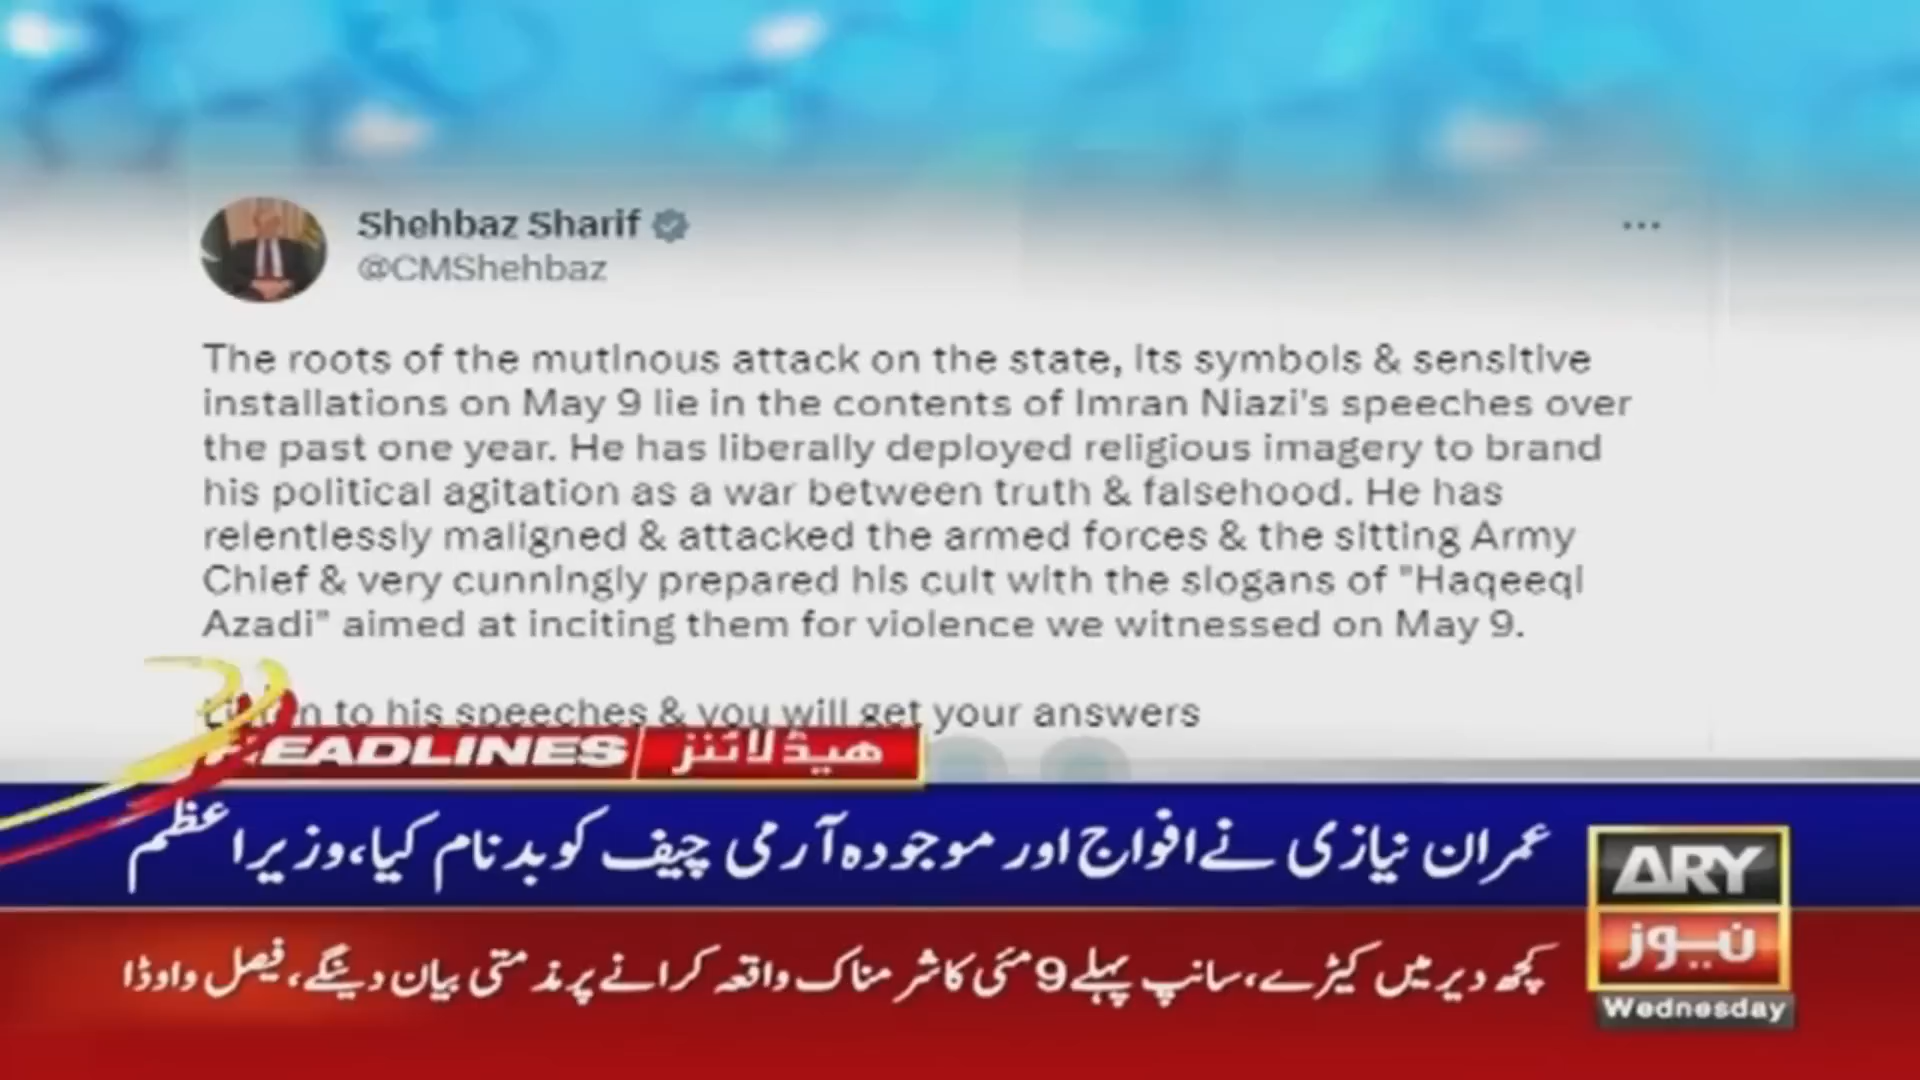 Shehbaz Sharif
@CMShehbaz
The roots of the mutinous attack on the state, its symbols & sensitive
installations on May 9 lie in the contents of Imran Niazi's speeches over
the past one year. He has liberally deployed religious imagery to brand
his political agitation as a war between truth & falsehood. He has
relentlessly maligned & attacked the armed forces & the sitting Army
Chief & very cunningly prepared his cult with the slogans of "Haqeeqi
Azadi" aimed at inciting them for violence we witnessed on May 9.
to his speeches & you will get your answers
HEADLINES ھیڈلائنز
عمران نیازی نے افواج اور موجودہ آرمی چیف کو بدنام کیا، وزیراعظم
کچھ دیر میں کیڑے، سانپ پہلے 9 مئی کا شرمناک واقعہ کرانے پر مذمتی بیان دینگے، فیصل واوڈا
ARY
نیوز
Wednesday